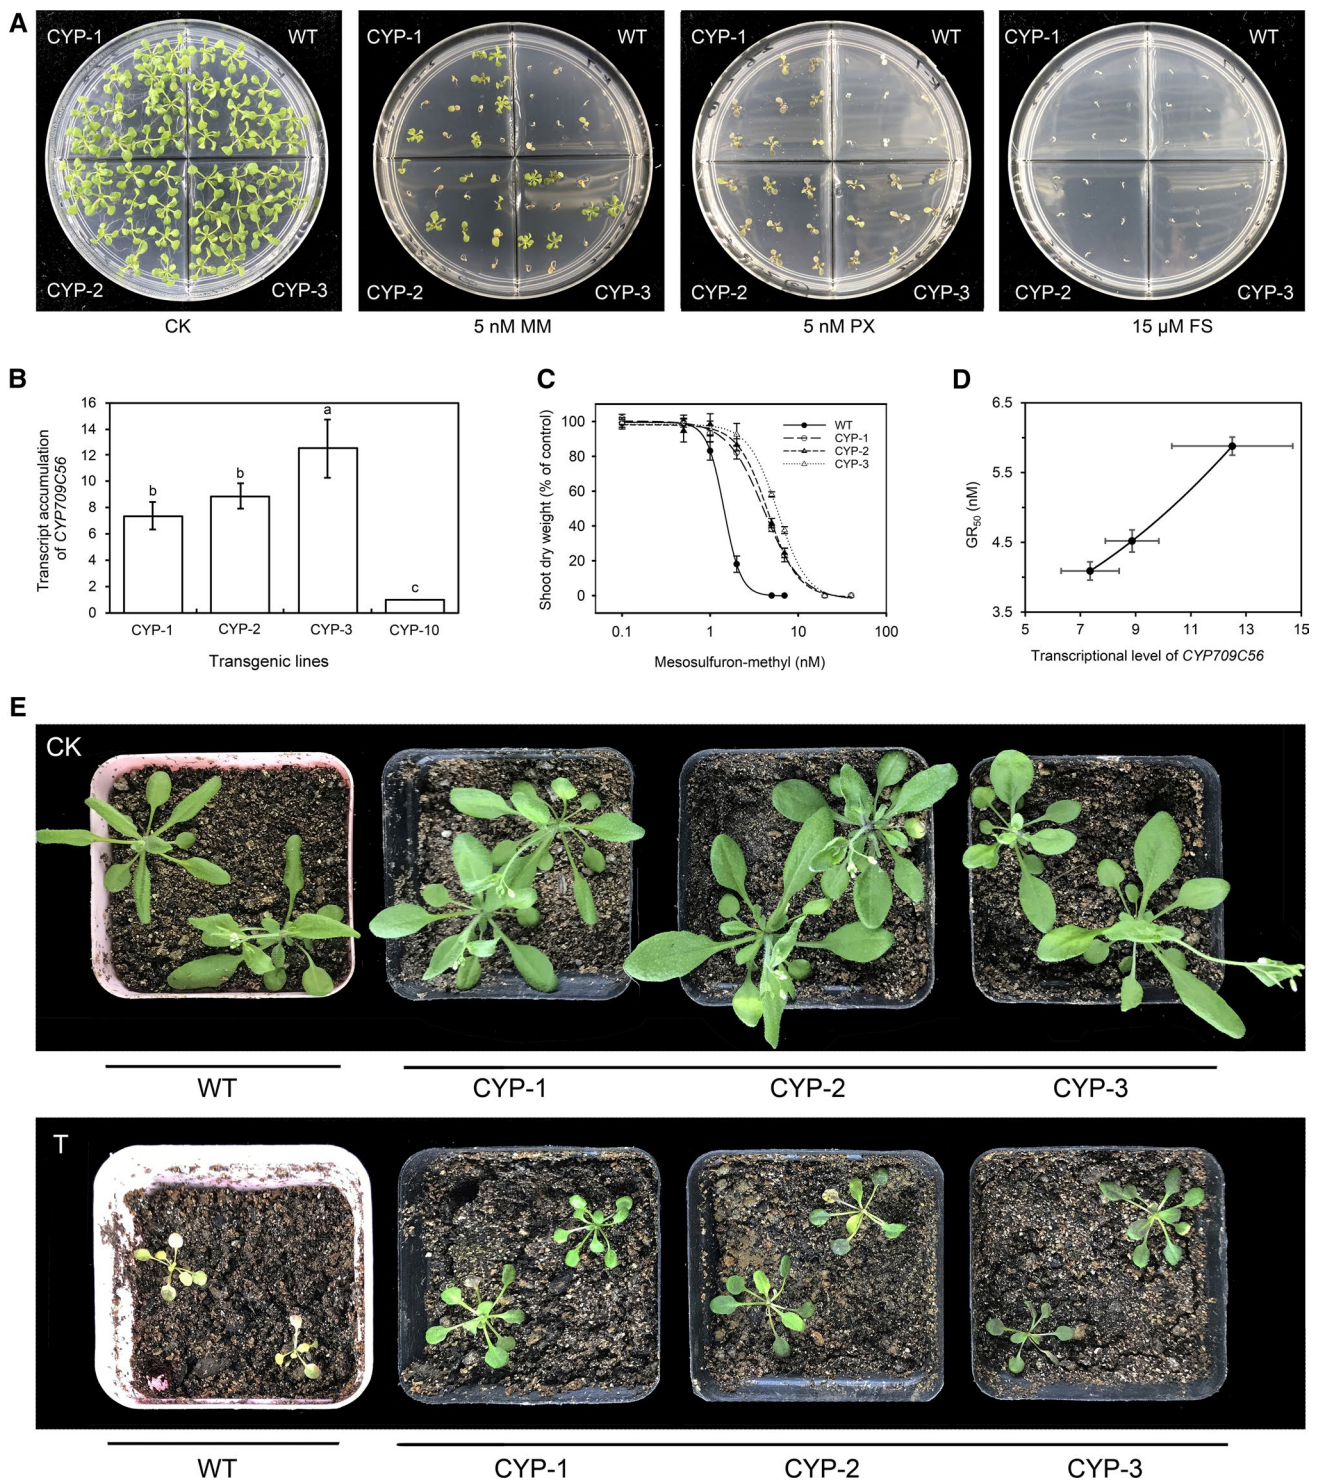 A
CYP-1 WT
CYP-2 CYP-3
CK
CYP-1 WT
CYP-2 CYP-3
5 nM MM
CYP-1 WT
CYP-2 CYP-3
5 nM PX
CYP-1 WT
CYP-2 CYP-3
15 µM FS
B
Transcript accumulation
of CYP709C56
16
14
12
10
8
6
4
2
0
b
b
a
c
CYP-1 CYP-2 CYP-3 CYP-10
Transgenic lines
C
Shoot dry weight (% of control)
100
80
60
40
20
0
WT
CYP-1
CYP-2
CYP-3
0.1 1 10 100
Mesosulfuron-methyl (nM)
D
GR50 (nM)
6.5
5.5
4.5
3.5
5 7 9 11 13 15
Transcriptional level of CYP709C56
E
CK
WT CYP-1 CYP-2 CYP-3
T
WT CYP-1 CYP-2 CYP-3